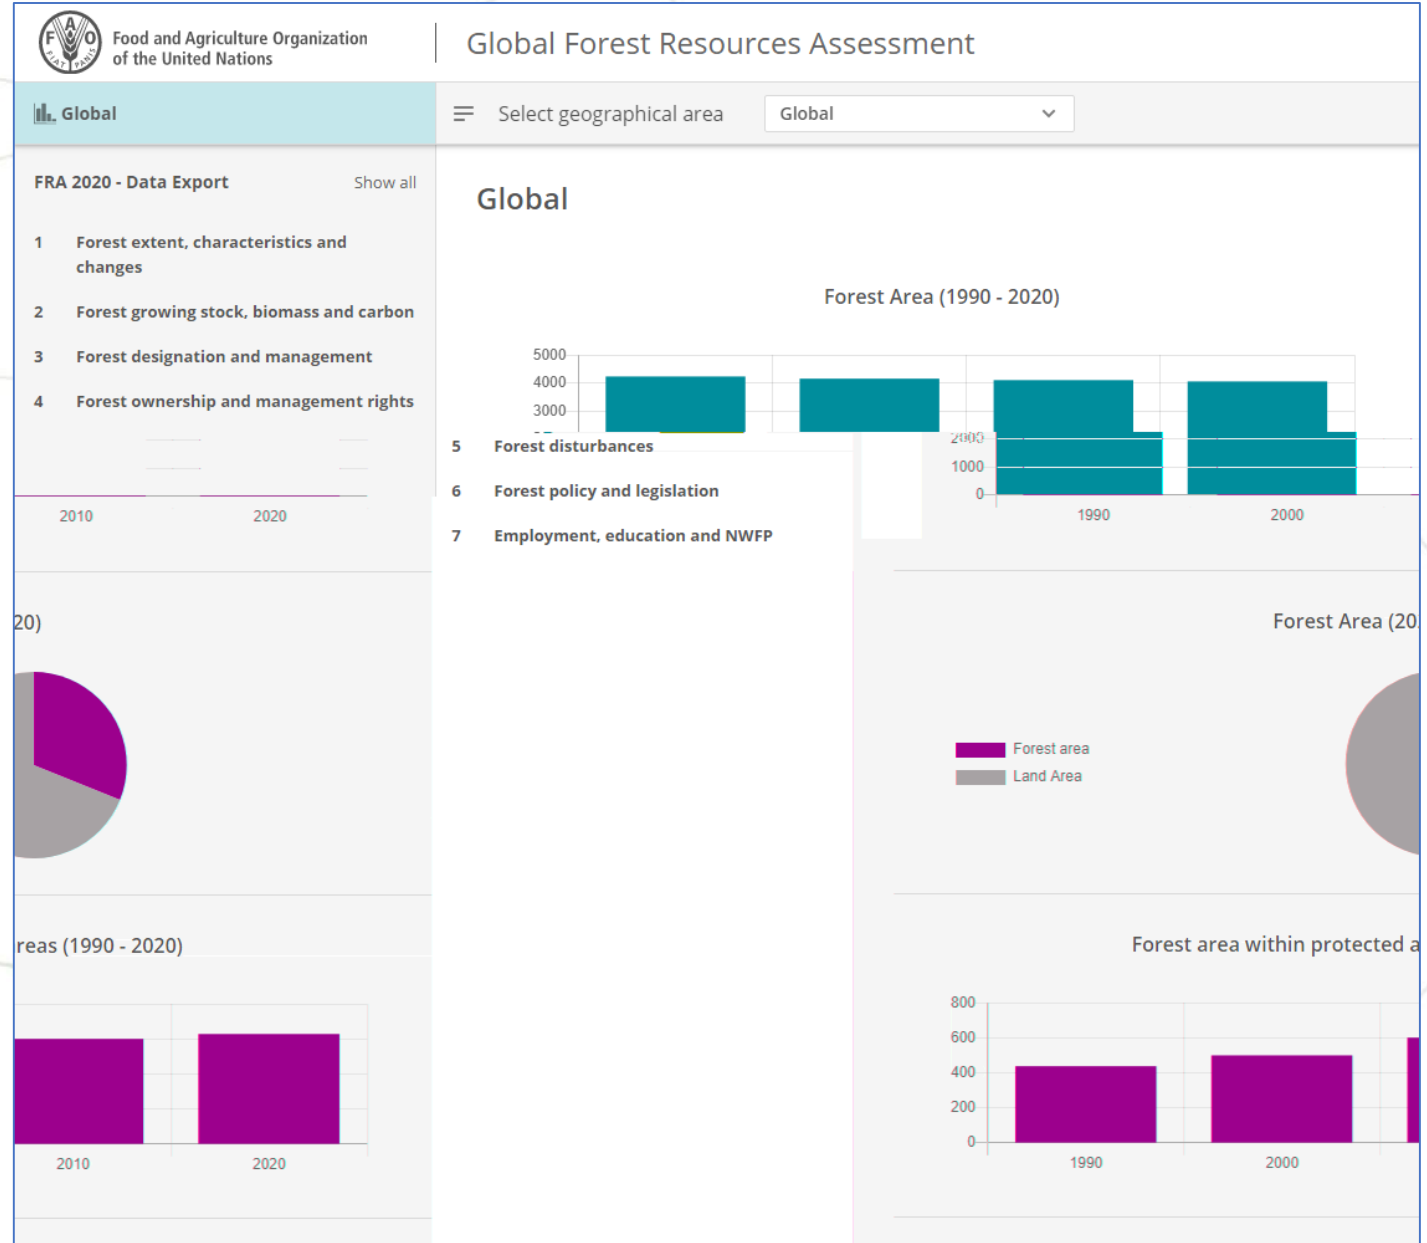 FAO
FIAT PANIS
Food and Agriculture Organization
of the United Nations
Global Forest Resources Assessment
Global
Select geographical area
Global
FRA 2020 - Data Export
Show all
Global
1 Forest extent, characteristics and
changes
2 Forest growing stock, biomass and carbon
3 Forest designation and management
4 Forest ownership and management rights
Forest Area (1990 - 2020)
5000
4000
3000
5 Forest disturbances
6 Forest policy and legislation
7 Employment, education and NWFP
2000
1000
0
1990
2000
2010
2020
20)
Forest Area (20
Forest area
Land Area
reas (1990 - 2020)
Forest area within protected a
800
600
400
200
0
1990
2000
2010
2020